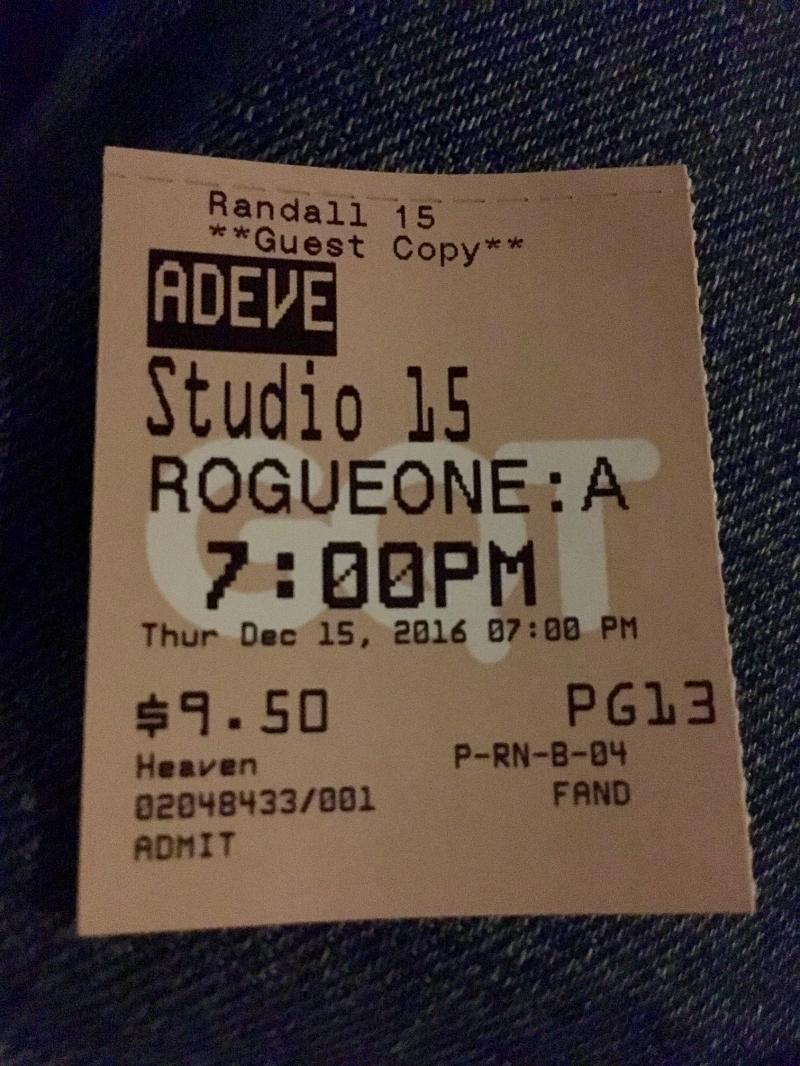 Randall 15
**Guest Copy**
ADEVE
Studio 15
ROGUEONE:A
7:00PM
Thur Dec 15, 2016 07:00 PM
$9.50 PG13
Heaven P-RN-B-04
02048433/001 FAND
ADMIT
GQT